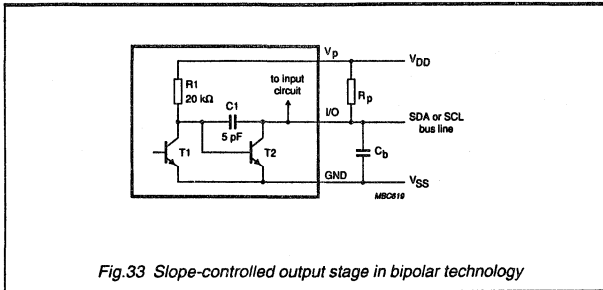 Vp
VDD
R1
20 kΩ
to input
circuit
Rp
C1
I/O
SDA or SCL
bus line
5 pF
T1
T2
Cb
GND
VSS
MBC619
Fig.33 Slope-controlled output stage in bipolar technology